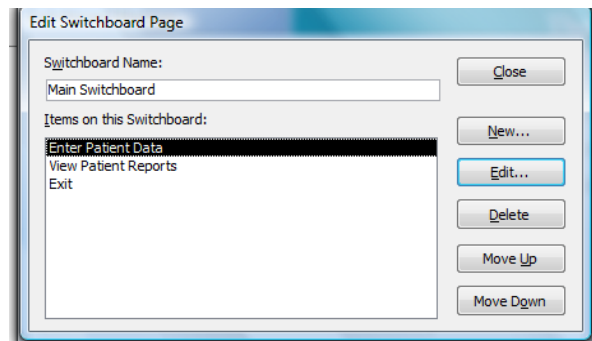 Edit Switchboard Page
Switchboard Name:
Close
Main Switchboard
Items on this Switchboard:
New...
Enter Patient Data
View Patient Reports
Edit...
Exit
Delete
Move Up
Move Down